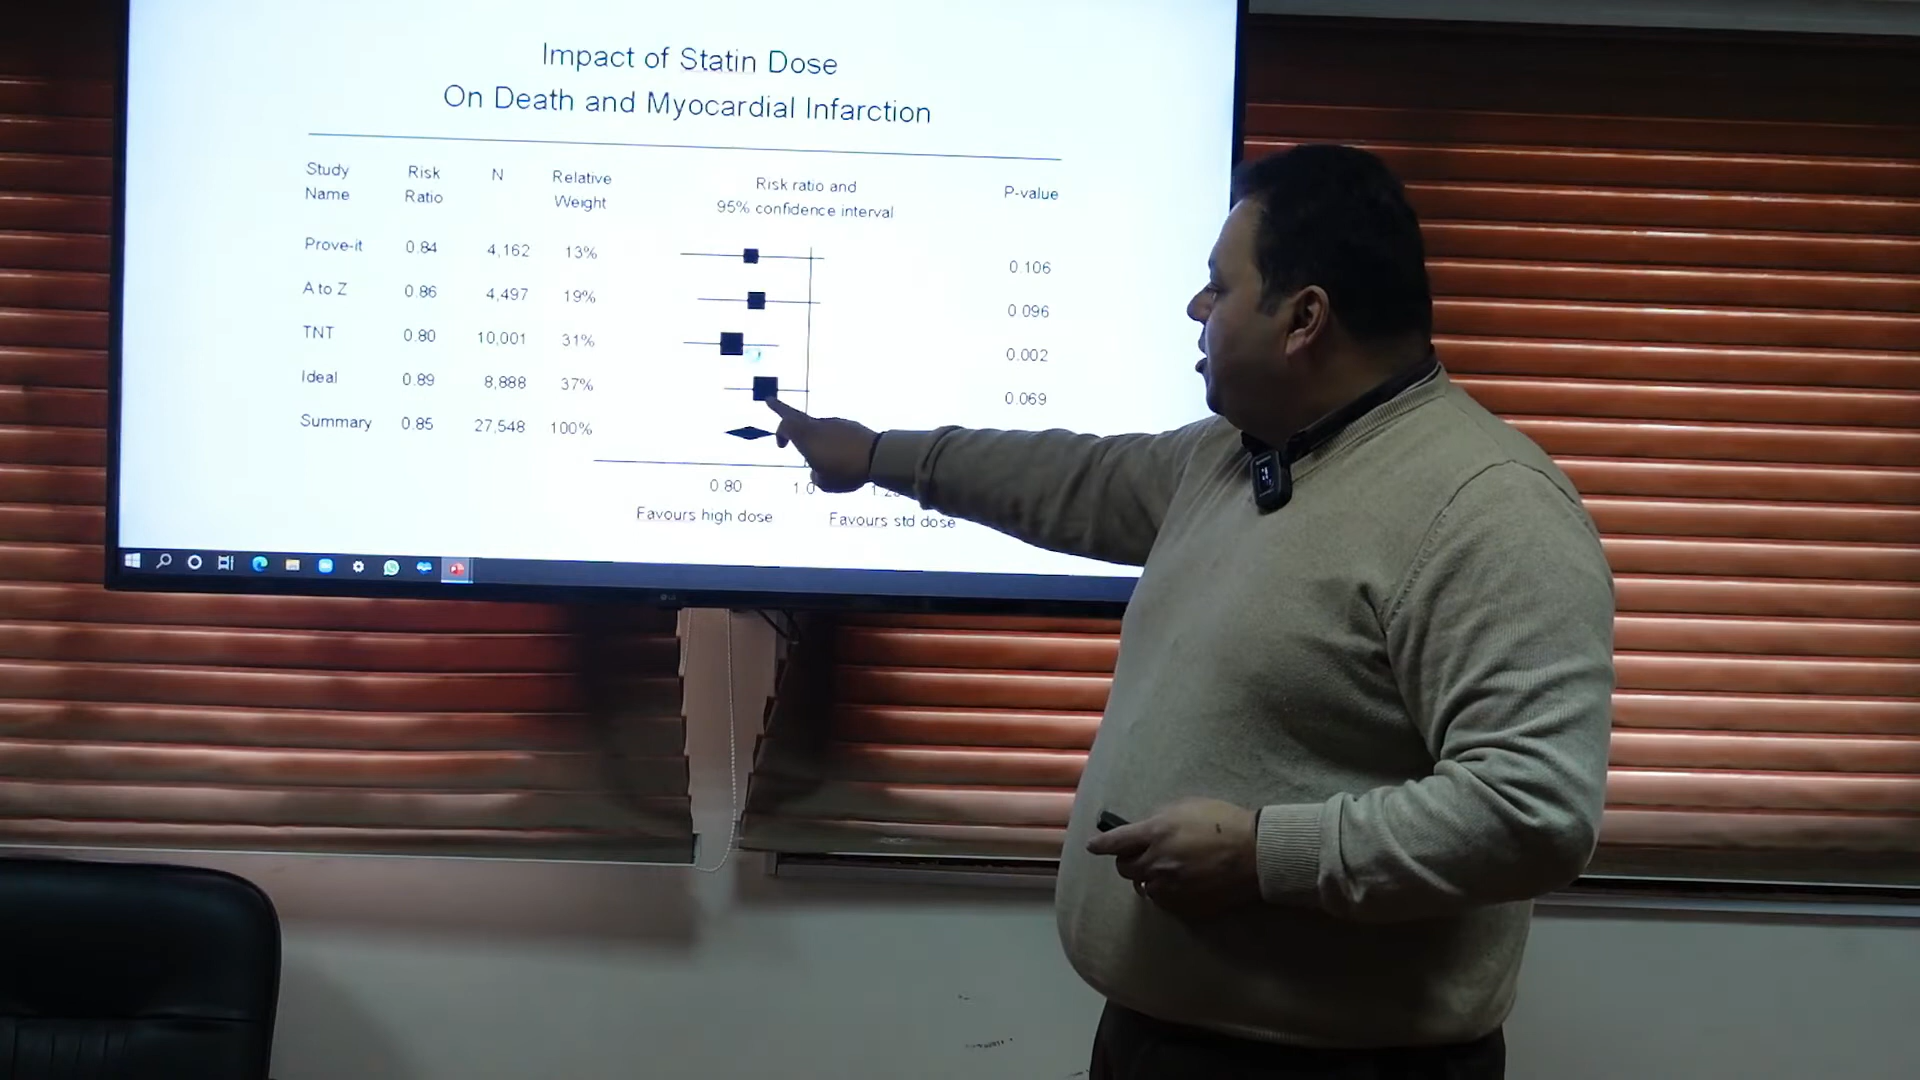 Impact of Statin Dose
On Death and Myocardial Infarction
Study Name Risk Ratio N Relative Weight Risk ratio and 95% confidence interval P-value
Prove-it 0.84 4,162 13% 0.106
A to Z 0.86 4,497 19% 0.096
TNT 0.80 10,001 31% 0.002
Ideal 0.89 8,888 37% 0.069
Summary 0.85 27,548 100%
0.80 1.0
Favours high dose Favours std dose
LG